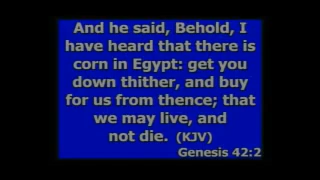 And he said, Behold, I
have heard that there is
corn in Egypt: get you
down thither, and buy
for us from thence; that
we may live, and
not die. (KJV)
Genesis 42:2